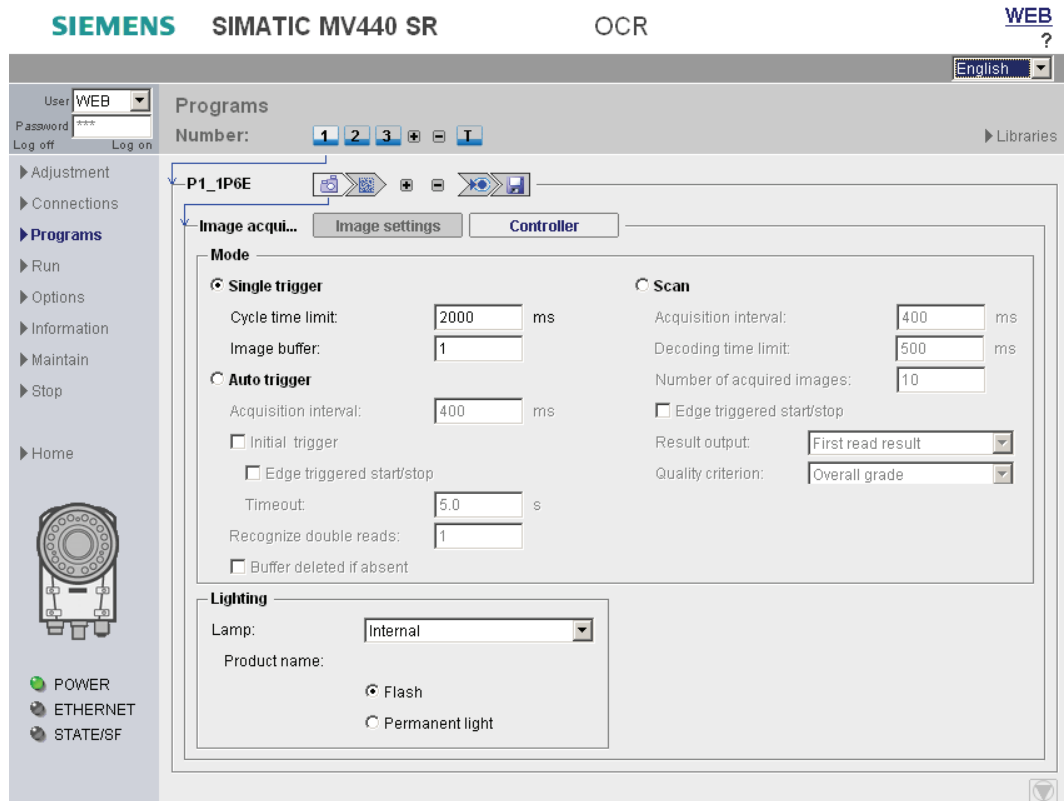 SIEMENS SIMATIC MV440 SR OCR WEB
?
English
User WEB
Password ***
Log off Log on
Programs
Number: 1 2 3 T
Libraries
Adjustment
Connections
Programs
Run
Options
Information
Maintain
Stop
Home
POWER
ETHERNET
STATE/SF
P1_1P6E
Image acqui... Image settings Controller
Mode
Single trigger
Cycle time limit: 2000 ms
Image buffer: 1
Auto trigger
Acquisition interval: 400 ms
Initial trigger
Edge triggered start/stop
Timeout: 5.0 s
Recognize double reads: 1
Buffer deleted if absent
Scan
Acquisition interval: 400 ms
Decoding time limit: 500 ms
Number of acquired images: 10
Edge triggered start/stop
Result output: First read result
Quality criterion: Overall grade
Lighting
Lamp: Internal
Product name:
Flash
Permanent light